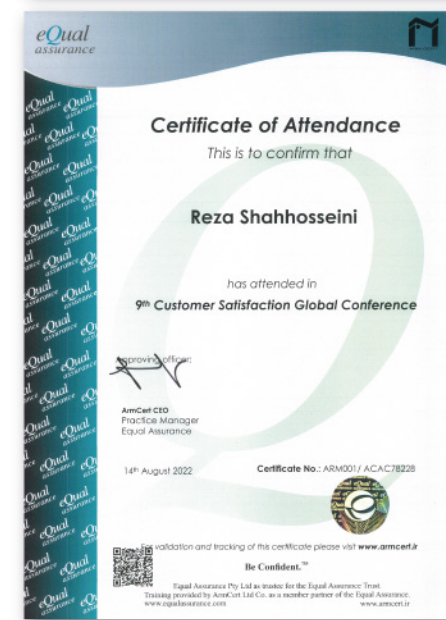 eQual
assurance
Certificate of Attendance
This is to confirm that
Reza Shahhosseini
has attended in
9th Customer Satisfaction Global Conference
Approving officer:
ArmCert CEO
Practice Manager
Equal Assurance
14th August 2022
Certificate No.: ARM001/ ACAC78228
For validation and tracking of this certificate please visit www.armcert.ir
Be Confident.™
Equal Assurance Pty Ltd as trustee for the Equal Assurance Trust.
Training provided by ArmCert Ltd Co. as a member partner of the Equal Assurance.
www.equalassurance.com
www.armcert.ir